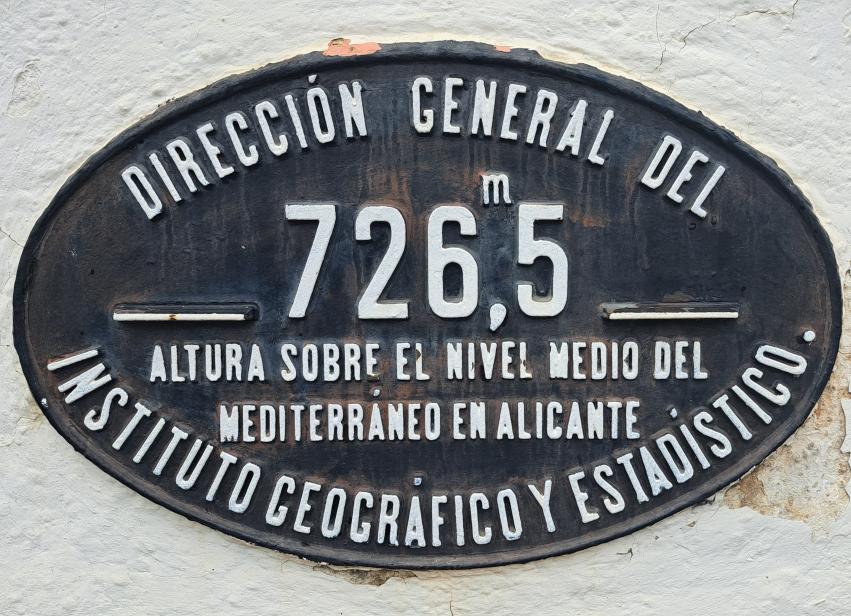 DIRECCIÓN GENERAL DEL
726,5 m
ALTURA SOBRE EL NIVEL MEDIO DEL
MEDITERRÁNEO EN ALICANTE
INSTITUTO GEOGRÁFICO Y ESTADÍSTICO.